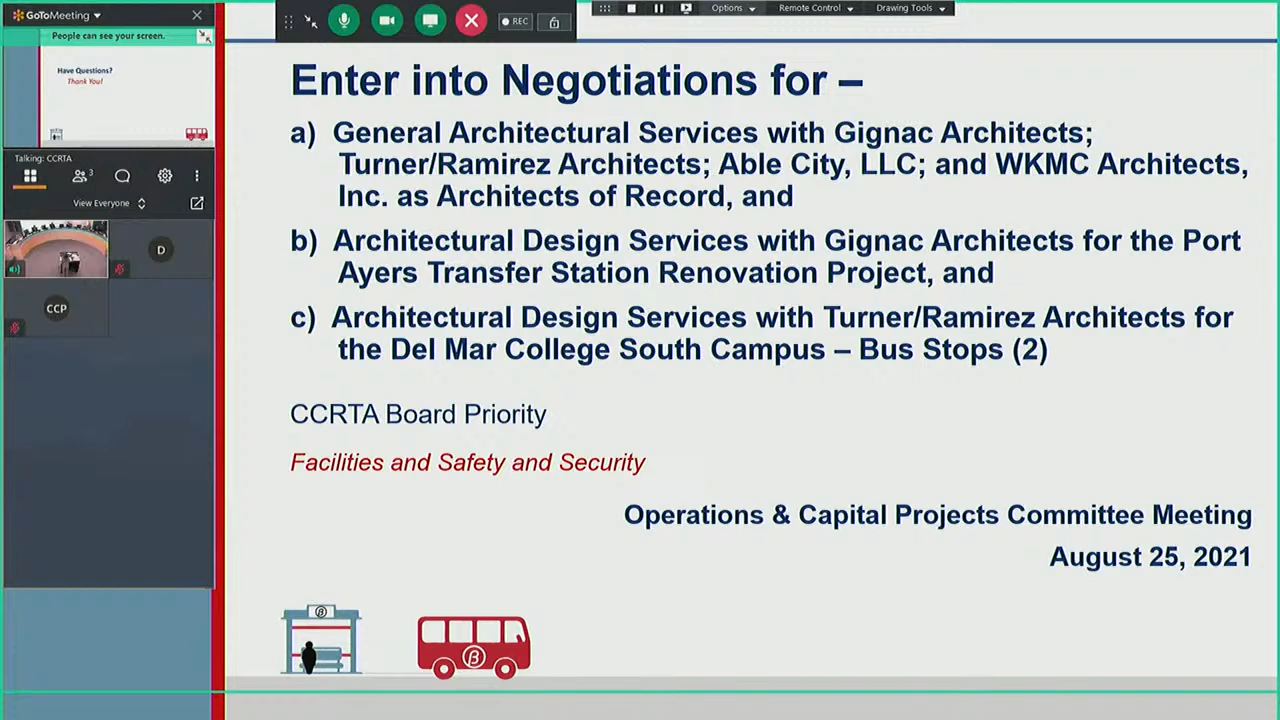 GoToMeeting
People can see your screen.
Have Questions?
Thank You!
Talking: CCRTA
3
View Everyone
D
CCP
REC
Options
Remote Control
Drawing Tools
Enter into Negotiations for –
a) General Architectural Services with Gignac Architects;
Turner/Ramirez Architects; Able City, LLC; and WKMC Architects,
Inc. as Architects of Record, and
b) Architectural Design Services with Gignac Architects for the Port
Ayers Transfer Station Renovation Project, and
c) Architectural Design Services with Turner/Ramirez Architects for
the Del Mar College South Campus – Bus Stops (2)
CCRTA Board Priority
Facilities and Safety and Security
Operations & Capital Projects Committee Meeting
August 25, 2021